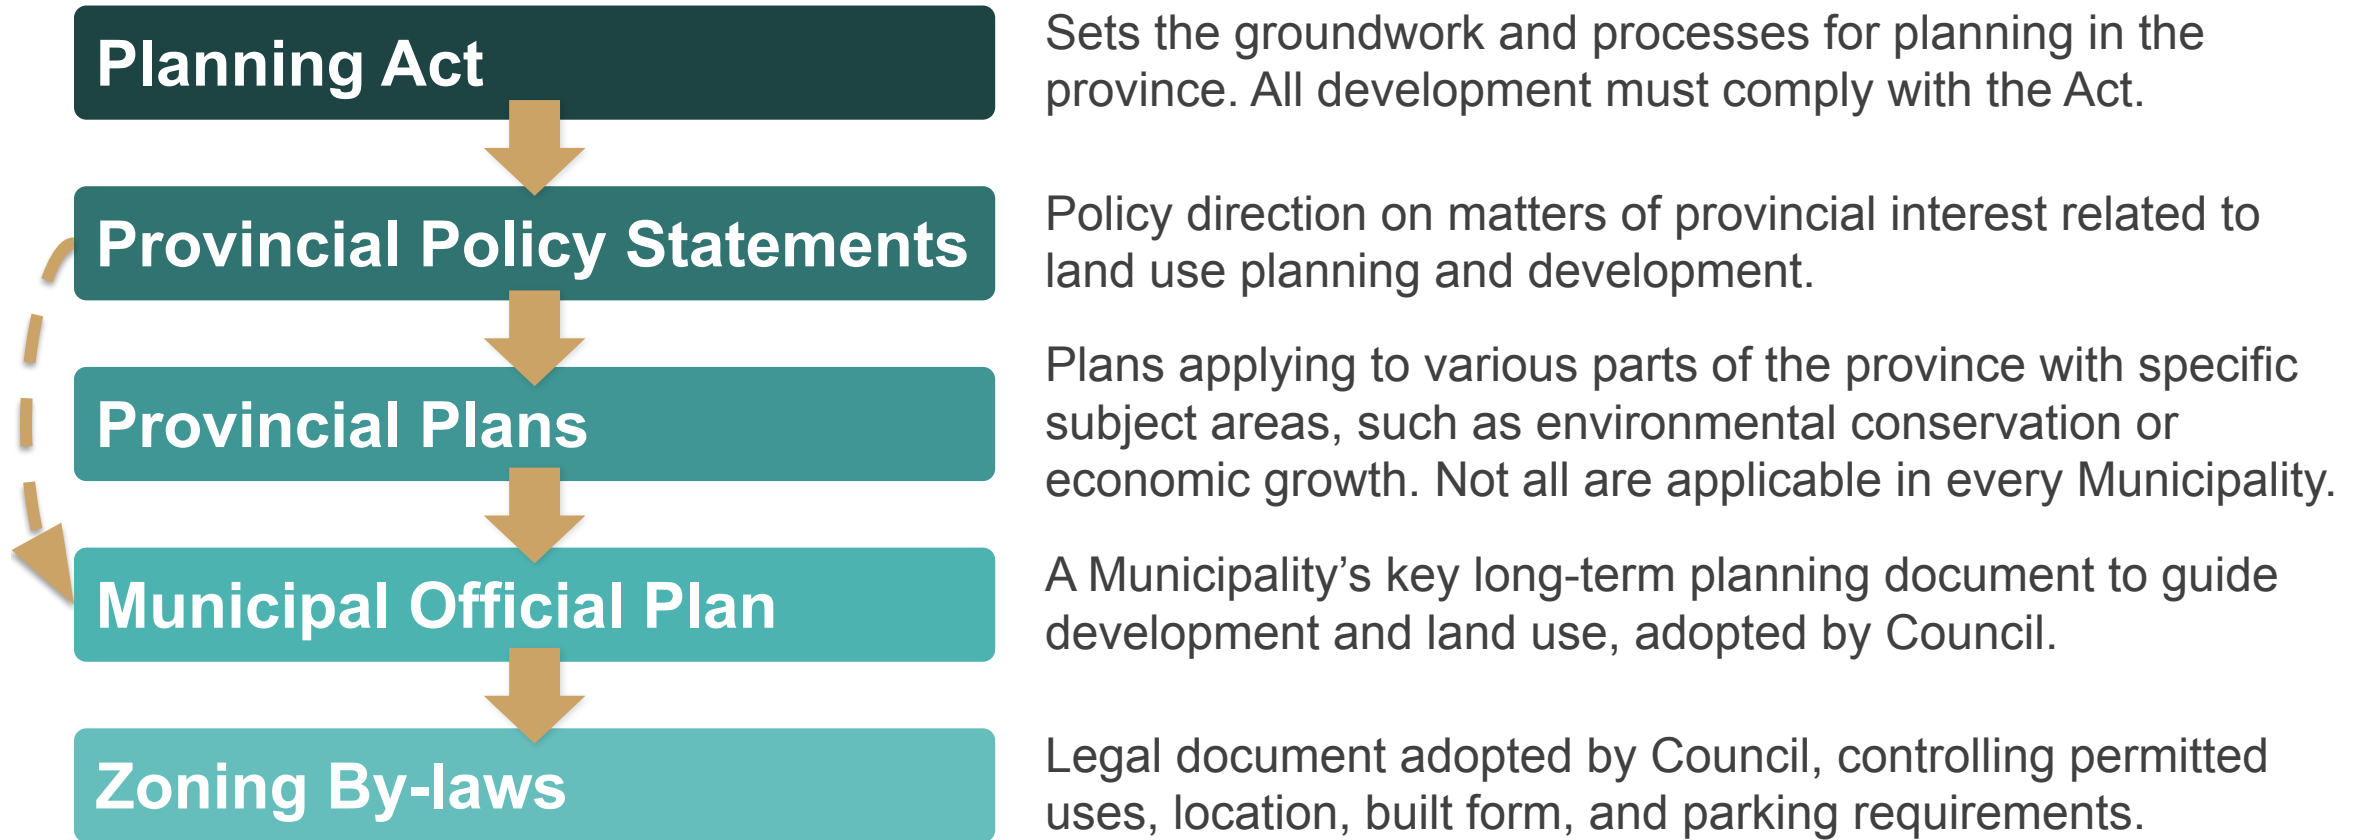 Planning Act
Sets the groundwork and processes for planning in the
province. All development must comply with the Act.
Provincial Policy Statements
Policy direction on matters of provincial interest related to
land use planning and development.
Provincial Plans
Plans applying to various parts of the province with specific
subject areas, such as environmental conservation or
economic growth. Not all are applicable in every Municipality.
Municipal Official Plan
A Municipality’s key long-term planning document to guide
development and land use, adopted by Council.
Zoning By-laws
Legal document adopted by Council, controlling permitted
uses, location, built form, and parking requirements.